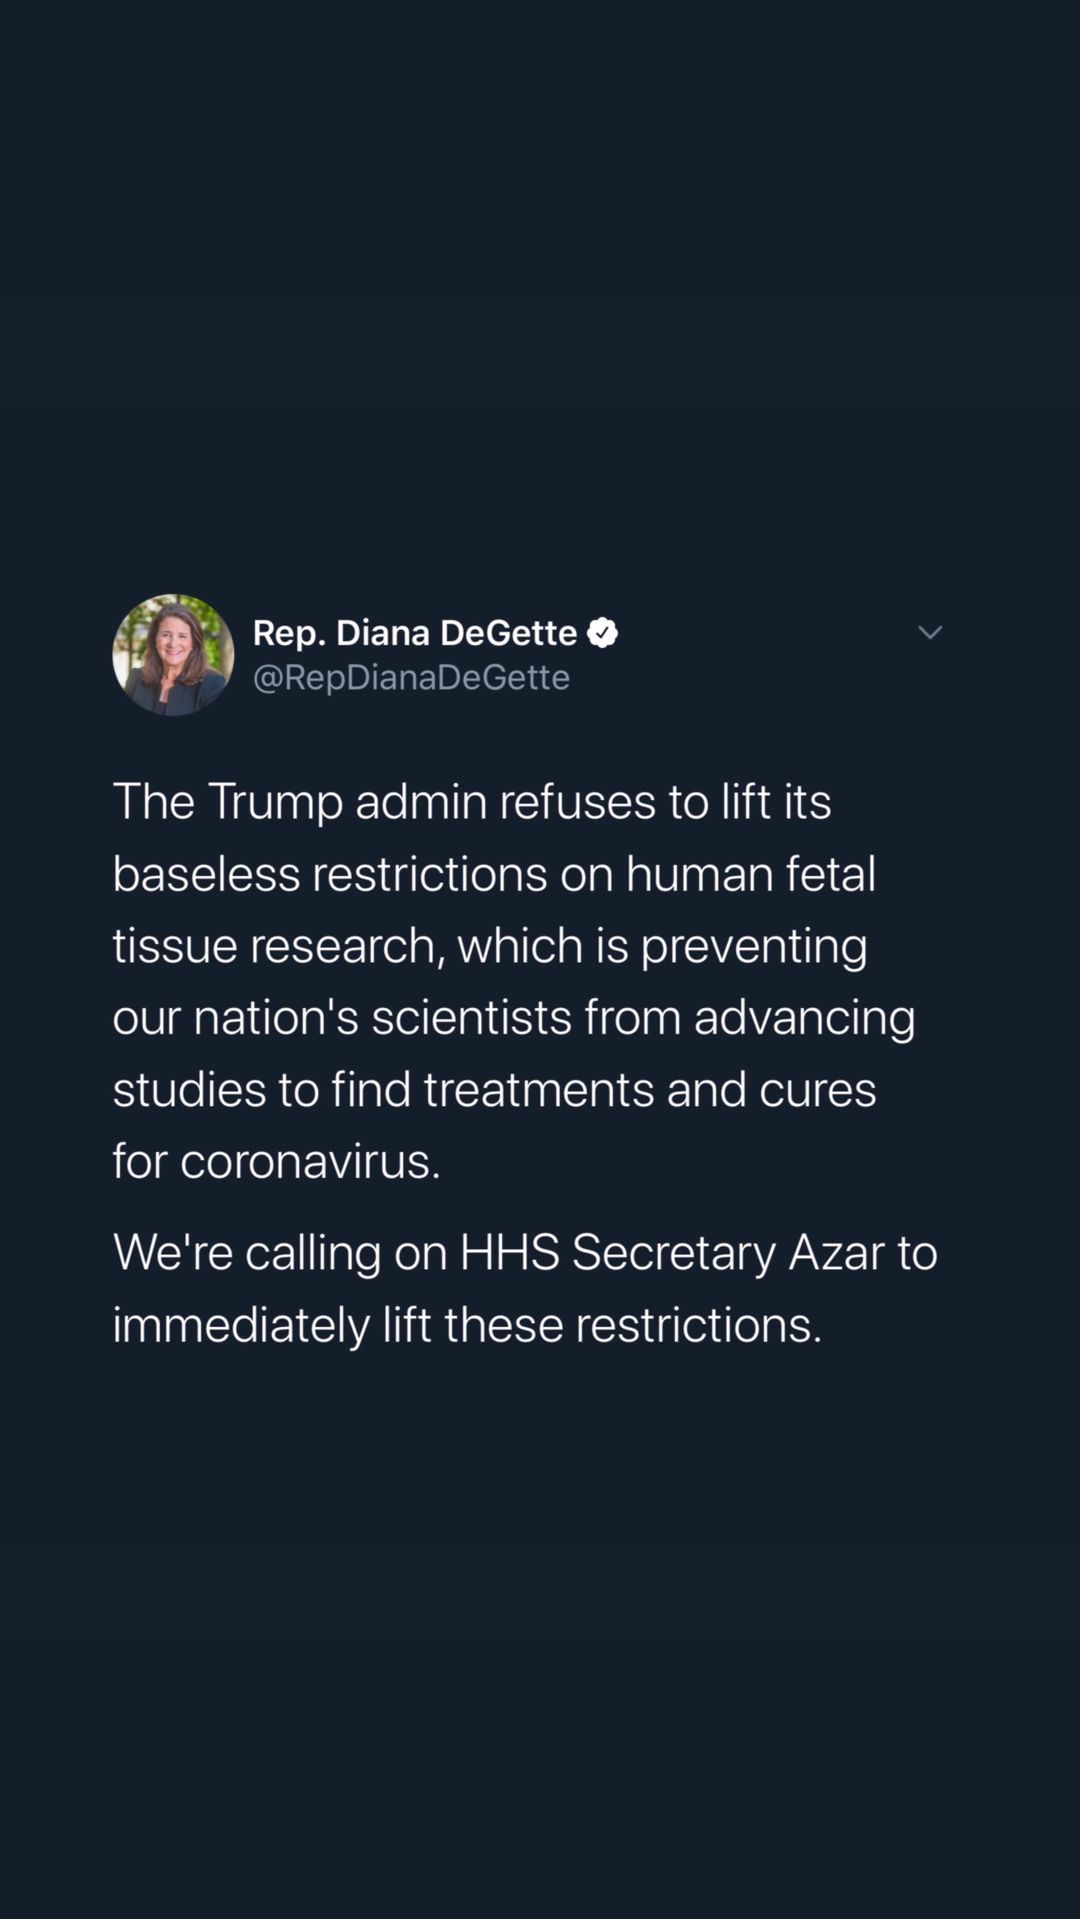 Rep. Diana DeGette
@RepDianaDeGette
The Trump admin refuses to lift its
baseless restrictions on human fetal
tissue research, which is preventing
our nation's scientists from advancing
studies to find treatments and cures
for coronavirus.
We're calling on HHS Secretary Azar to
immediately lift these restrictions.